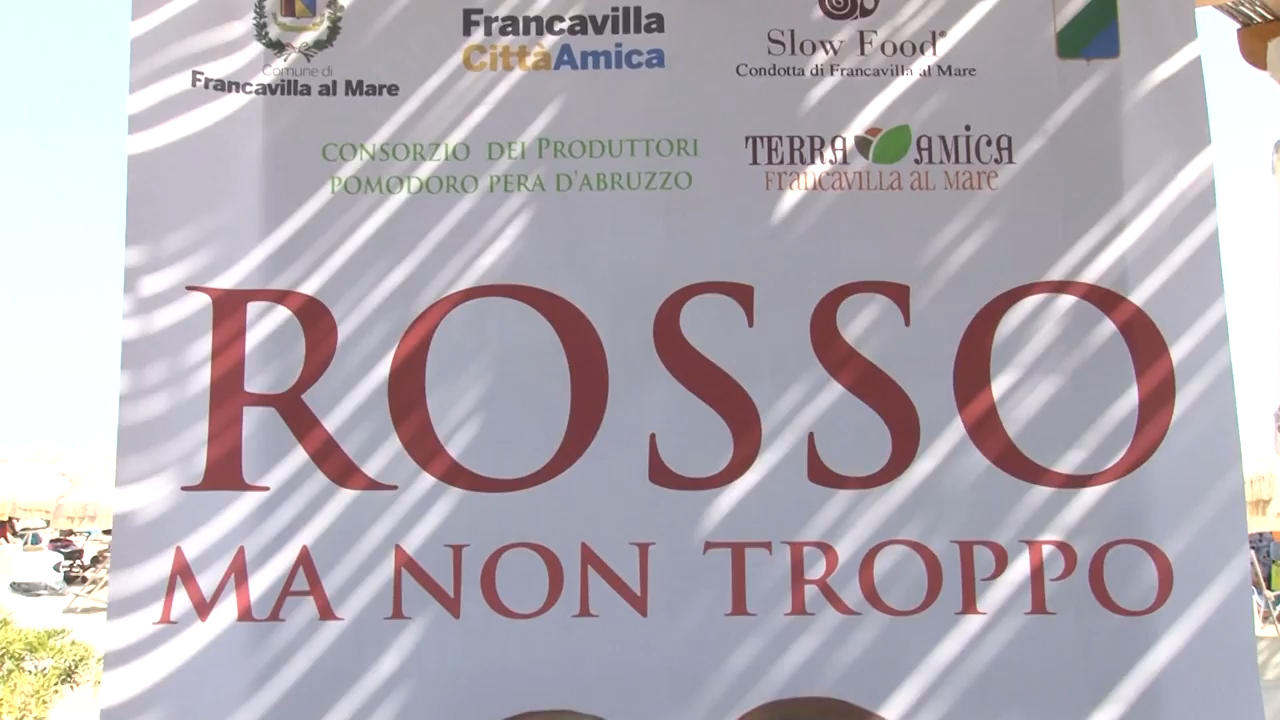 Comune di
Francavilla al Mare
Francavilla
CittàAmica
Slow Food®
Condotta di Francavilla al Mare
CONSORZIO DEI PRODUTTORI
POMODORO PERA D'ABRUZZO
TERRA AMICA
FRANCAVILLA AL MARE
ROSSO
MA NON TROPPO